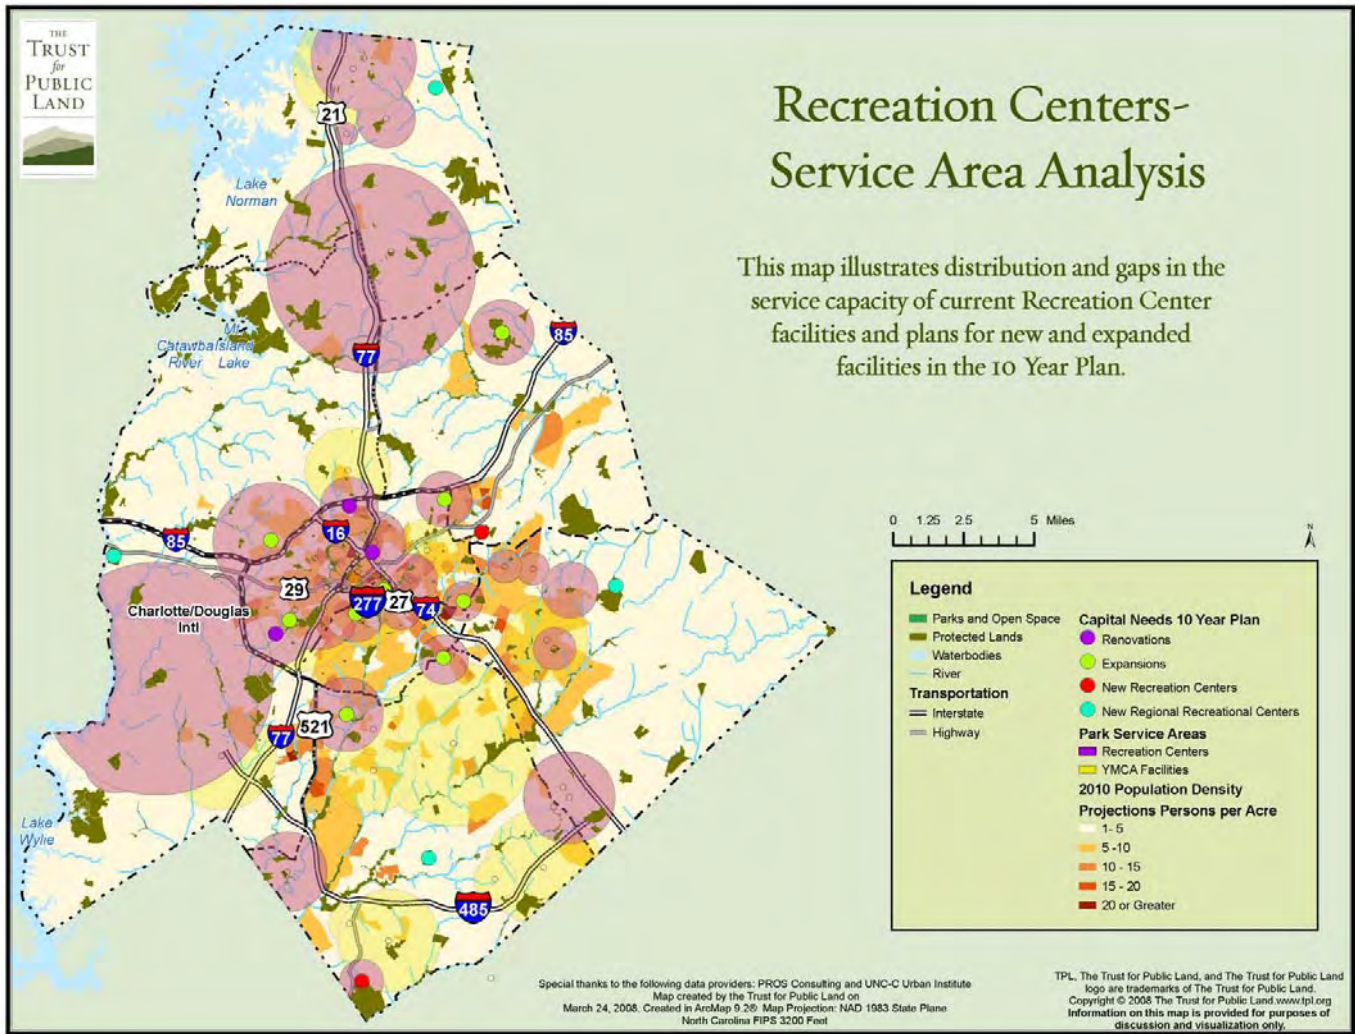 THE
TRUST
for
PUBLIC
LAND
Recreation Centers-
Service Area Analysis
This map illustrates distribution and gaps in the
service capacity of current Recreation Center
facilities and plans for new and expanded
facilities in the 10 Year Plan.
21
Lake
Norman
Mt.
Catawba Island
River Lake
77
85
85
16
29
277
27
74
Charlotte/Douglas
Intl
77
521
Lake
Wylie
485
0 1.25 2.5 5 Miles
N
Legend
Parks and Open Space
Protected Lands
Waterbodies
River
Transportation
Interstate
Highway
Capital Needs 10 Year Plan
Renovations
Expansions
New Recreation Centers
New Regional Recreational Centers
Park Service Areas
Recreation Centers
YMCA Facilities
2010 Population Density
Projections Persons per Acre
1- 5
5 -10
10 - 15
15 - 20
20 or Greater
Special thanks to the following data providers: PROS Consulting and UNC-C Urban Institute
Map created by the Trust for Public Land on
March 24, 2008. Created in ArcMap 9.2® Map Projection: NAD 1983 State Plane
North Carolina FIPS 3200 Feet
TPL, The Trust for Public Land, and The Trust for Public Land
logo are trademarks of The Trust for Public Land.
Copyright © 2008 The Trust for Public Land.www.tpl.org
Information on this map is provided for purposes of
discussion and visualization only.